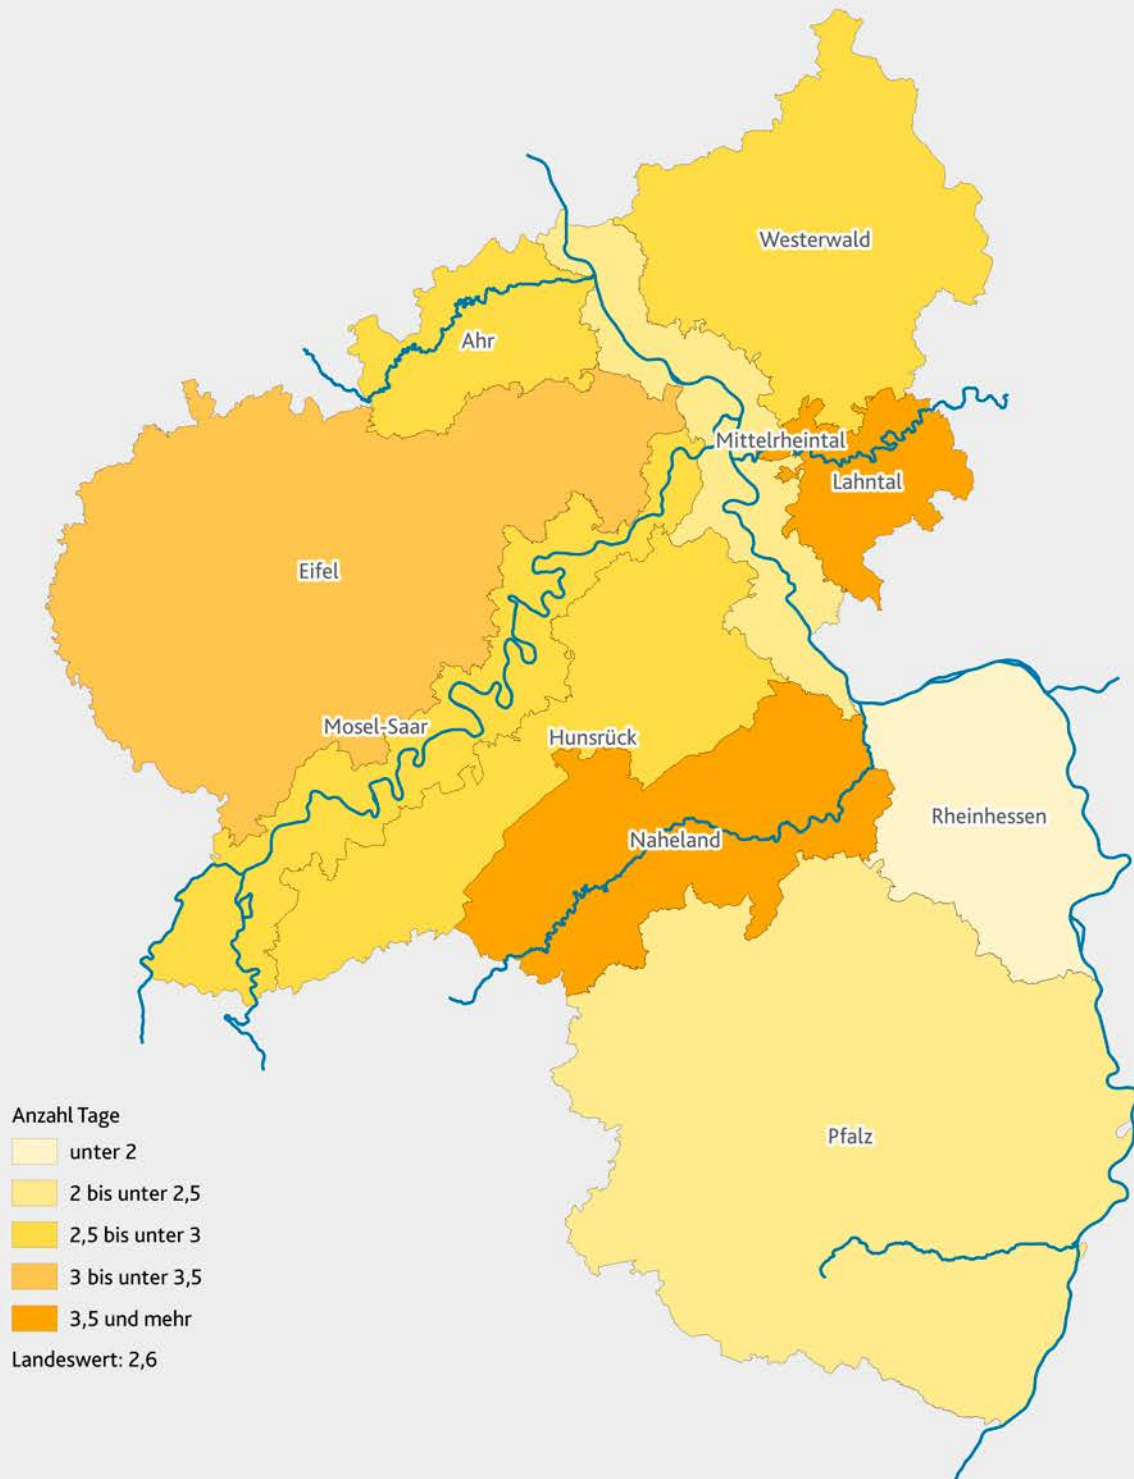 Westerwald
Ahr
Mittelrheintal
Lahntal
Eifel
Mosel-Saar
Hunsrück
Rheinhessen
Naheland
Pfalz
Anzahl Tage
unter 2
2 bis unter 2,5
2,5 bis unter 3
3 bis unter 3,5
3,5 und mehr
Landeswert: 2,6